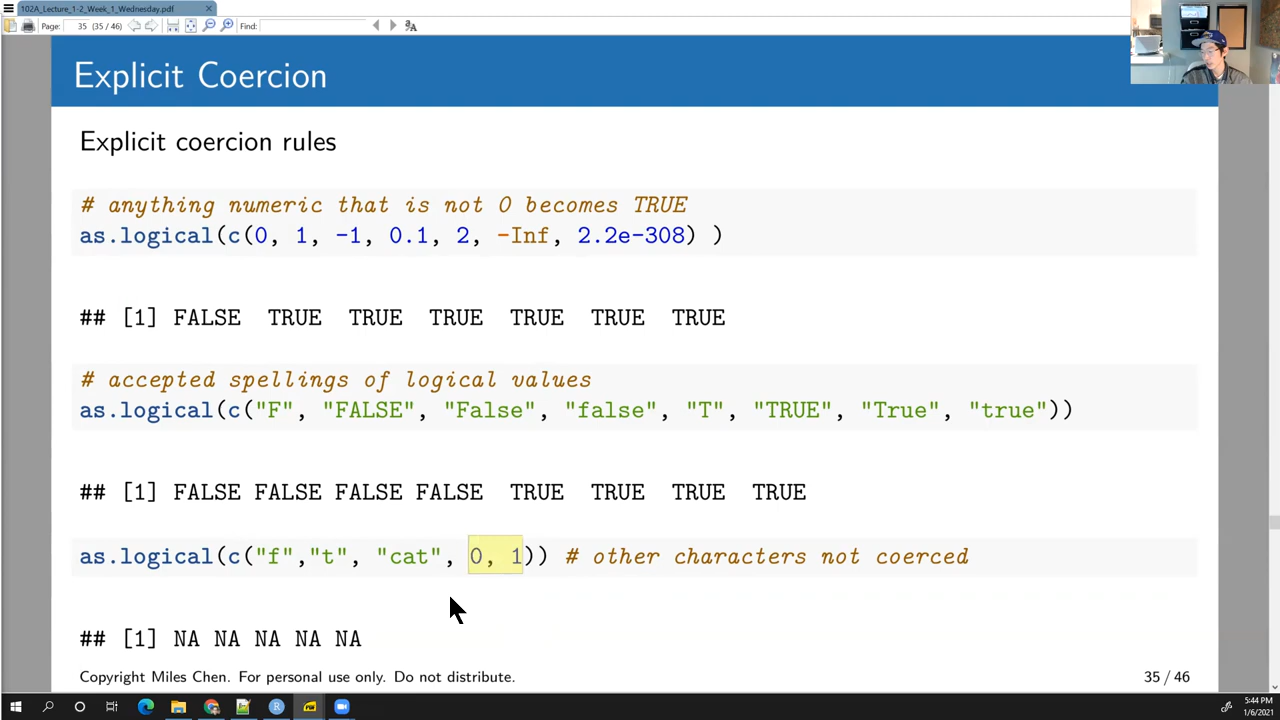 102A_Lecture_1-2_Week_1_Wednesday.pdf
Page: 35 (35 / 46) Find:
Explicit Coercion
Explicit coercion rules
# anything numeric that is not 0 becomes TRUE
as.logical(c(0, 1, -1, 0.1, 2, -Inf, 2.2e-308) )
## [1] FALSE TRUE TRUE TRUE TRUE TRUE TRUE
# accepted spellings of logical values
as.logical(c("F", "FALSE", "False", "false", "T", "TRUE", "True", "true"))
## [1] FALSE FALSE FALSE FALSE TRUE TRUE TRUE TRUE
as.logical(c("f","t", "cat", 0, 1)) # other characters not coerced
## [1] NA NA NA NA NA
Copyright Miles Chen. For personal use only. Do not distribute. 35 / 46
5:44 PM
1/6/2021